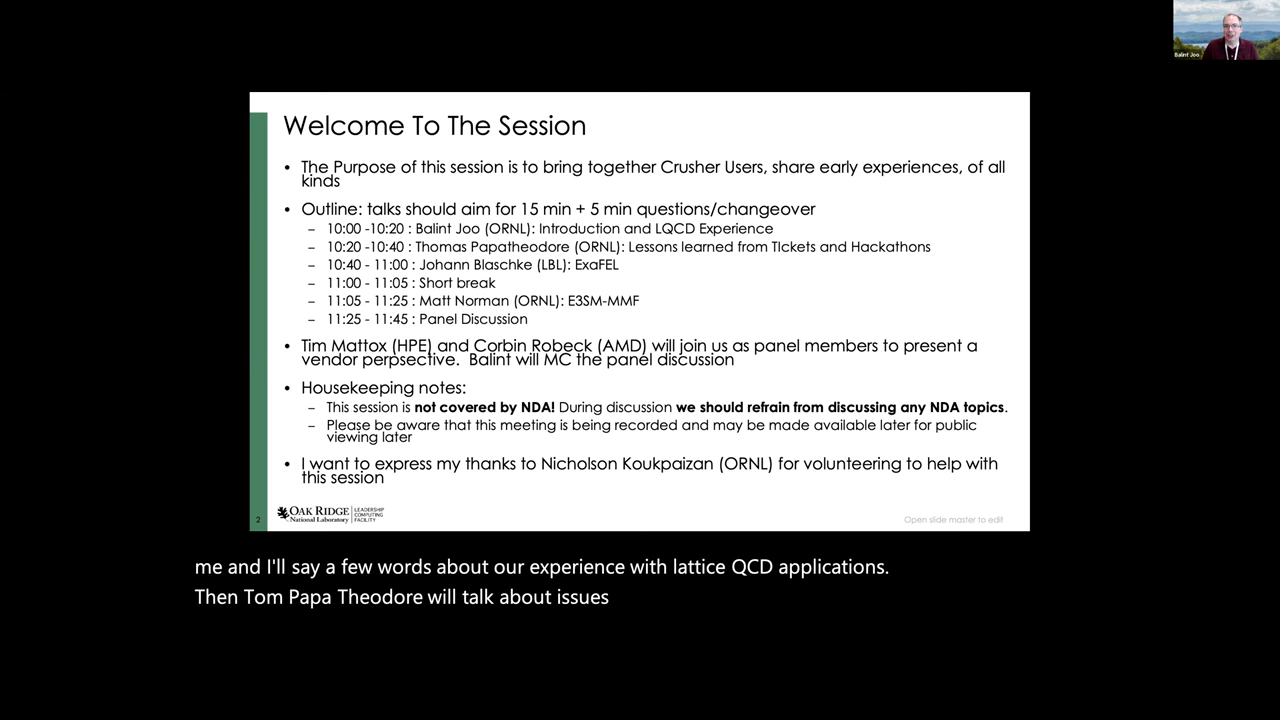 Balint Joo
Welcome To The Session
• The Purpose of this session is to bring together Crusher Users, share early experiences, of all
kinds
• Outline: talks should aim for 15 min + 5 min questions/changeover
– 10:00 -10:20 : Balint Joo (ORNL): Introduction and LQCD Experience
– 10:20 -10:40 : Thomas Papatheodore (ORNL): Lessons learned from TIckets and Hackathons
– 10:40 - 11:00 : Johann Blaschke (LBL): ExaFEL
– 11:00 - 11:05 : Short break
– 11:05 - 11:25 : Matt Norman (ORNL): E3SM-MMF
– 11:25 - 11:45 : Panel Discussion
• Tim Mattox (HPE) and Corbin Robeck (AMD) will join us as panel members to present a
vendor perpsective. Balint will MC the panel discussion
• Housekeeping notes:
– This session is not covered by NDA! During discussion we should refrain from discussing any NDA topics.
– Please be aware that this meeting is being recorded and may be made available later for public
viewing later
• I want to express my thanks to Nicholson Koukpaizan (ORNL) for volunteering to help with
this session
2
OAK RIDGE
National Laboratory
LEADERSHIP
COMPUTING
FACILITY
Open slide master to edit
me and I'll say a few words about our experience with lattice QCD applications.
Then Tom Papa Theodore will talk about issues